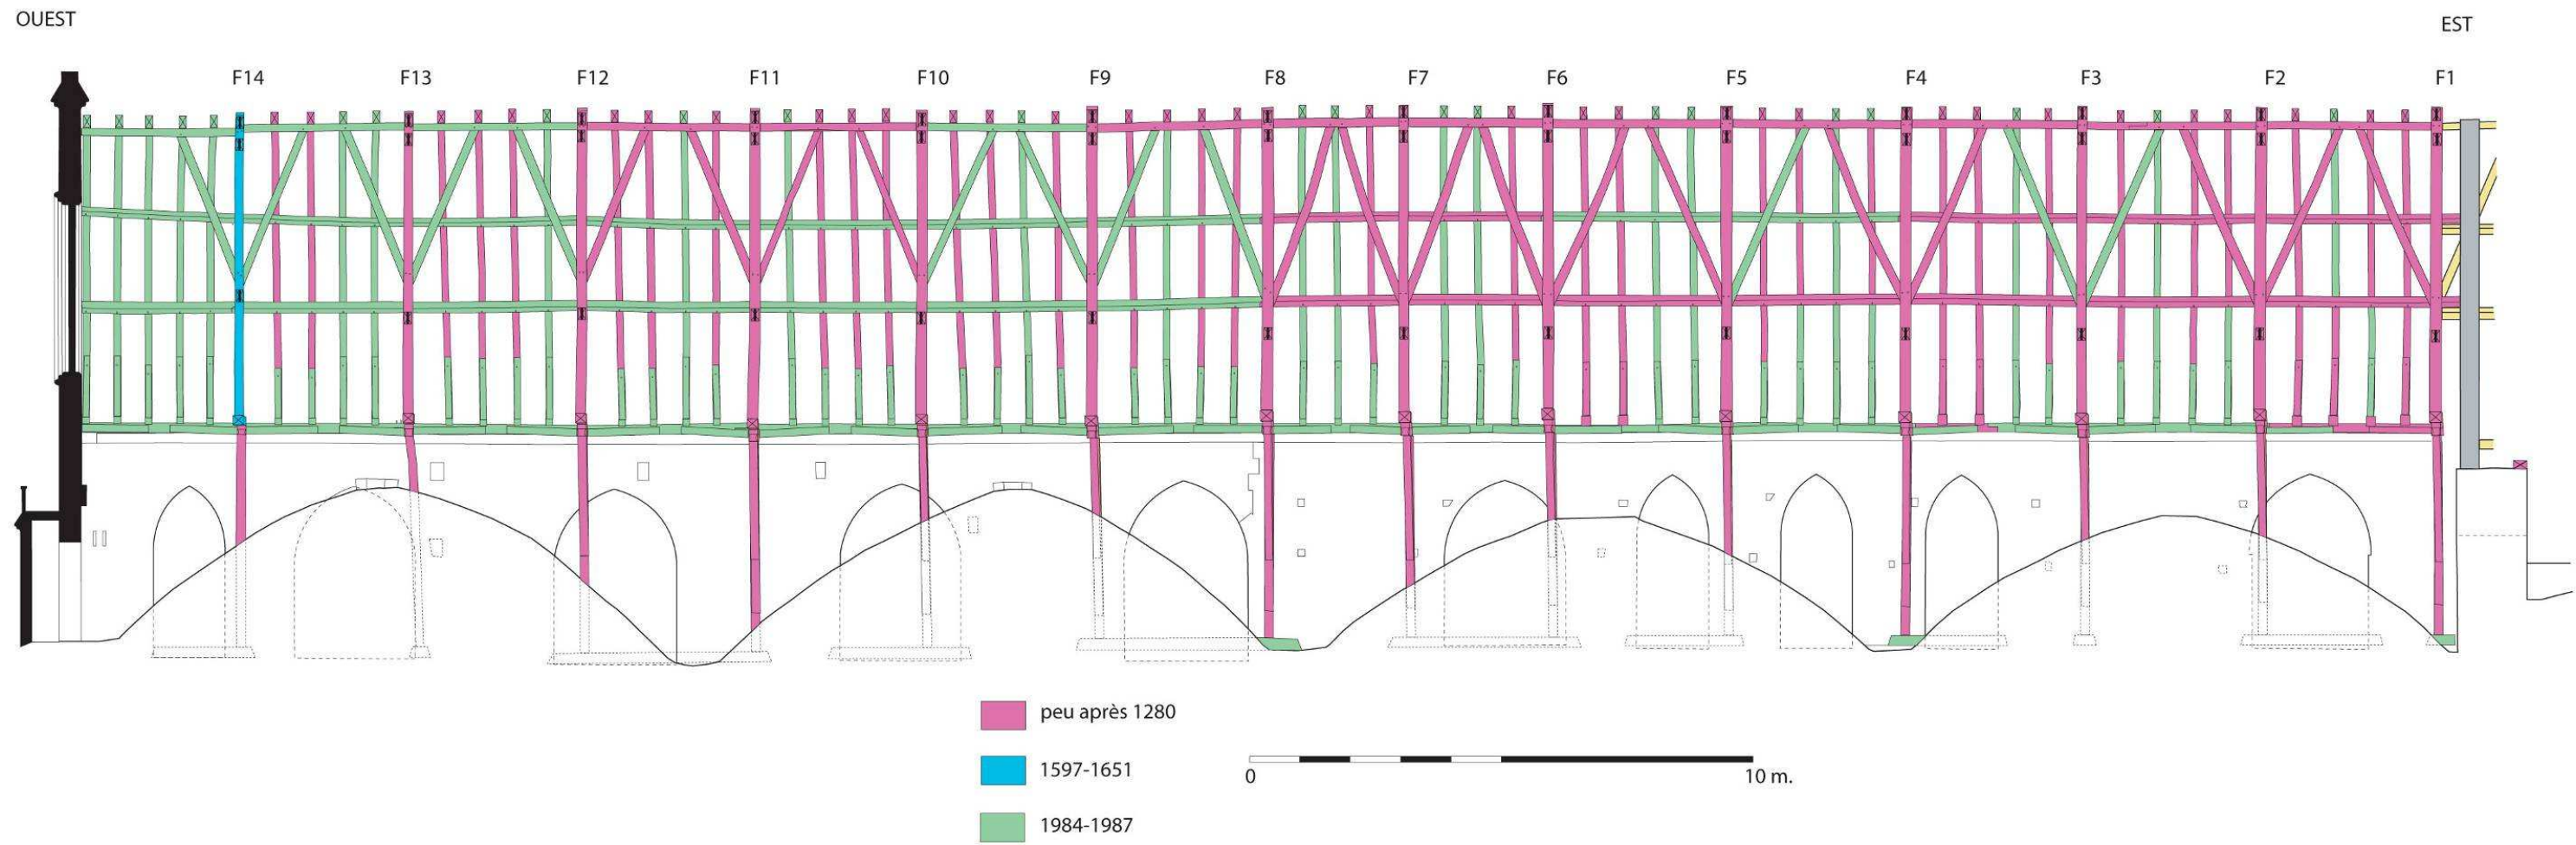 OUEST
EST
F14 F13 F12 F11 F10 F9 F8 F7 F6 F5 F4 F3 F2 F1
peu après 1280
1597-1651
0 10 m.
1984-1987